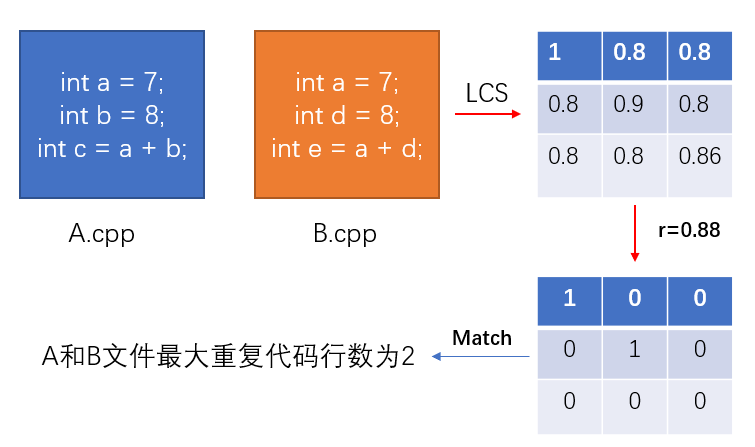 int a = 7;
int b = 8;
int c = a + b;
A.cpp
int a = 7;
int d = 8;
int e = a + d;
B.cpp
LCS
1 0.8 0.8
0.8 0.9 0.8
0.8 0.8 0.86
r=0.88
1 0 0
0 1 0
0 0 0
Match
A和B文件最大重复代码行数为2